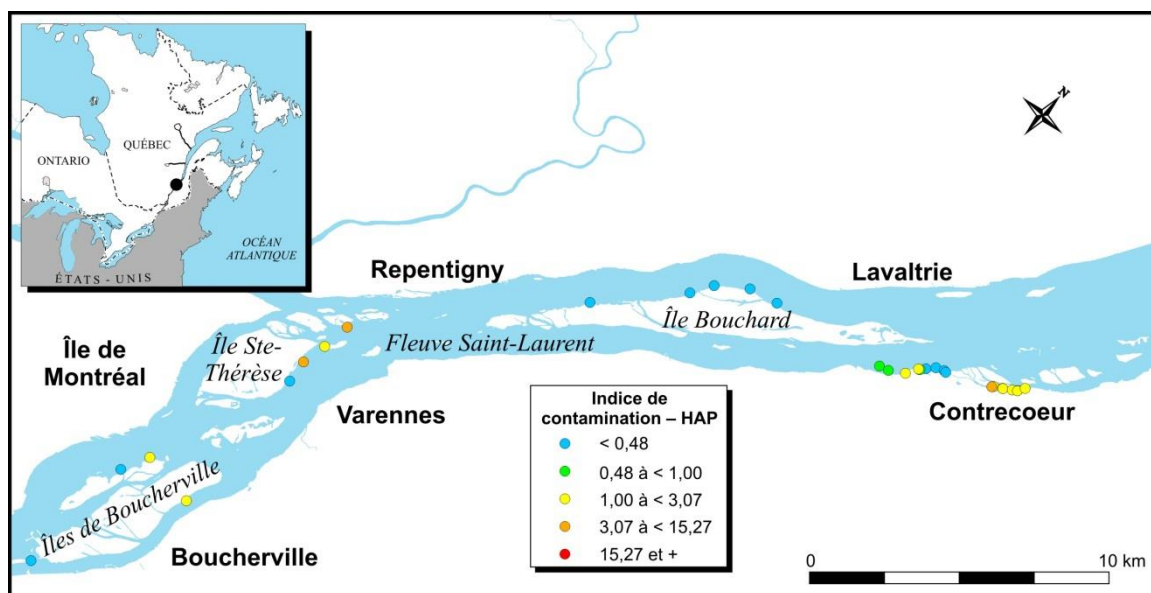 QUÉBEC
ONTARIO
OCÉAN
ATLANTIQUE
ÉTATS - UNIS
N
Repentigny
Lavaltrie
Île Bouchard
Île de
Montréal
Île Ste-
Thérèse
Fleuve Saint-Laurent
Varennes
Contrecoeur
Îles de Boucherville
Boucherville
Indice de
contamination – HAP
< 0,48
0,48 à < 1,00
1,00 à < 3,07
3,07 à < 15,27
15,27 et +
0 10 km